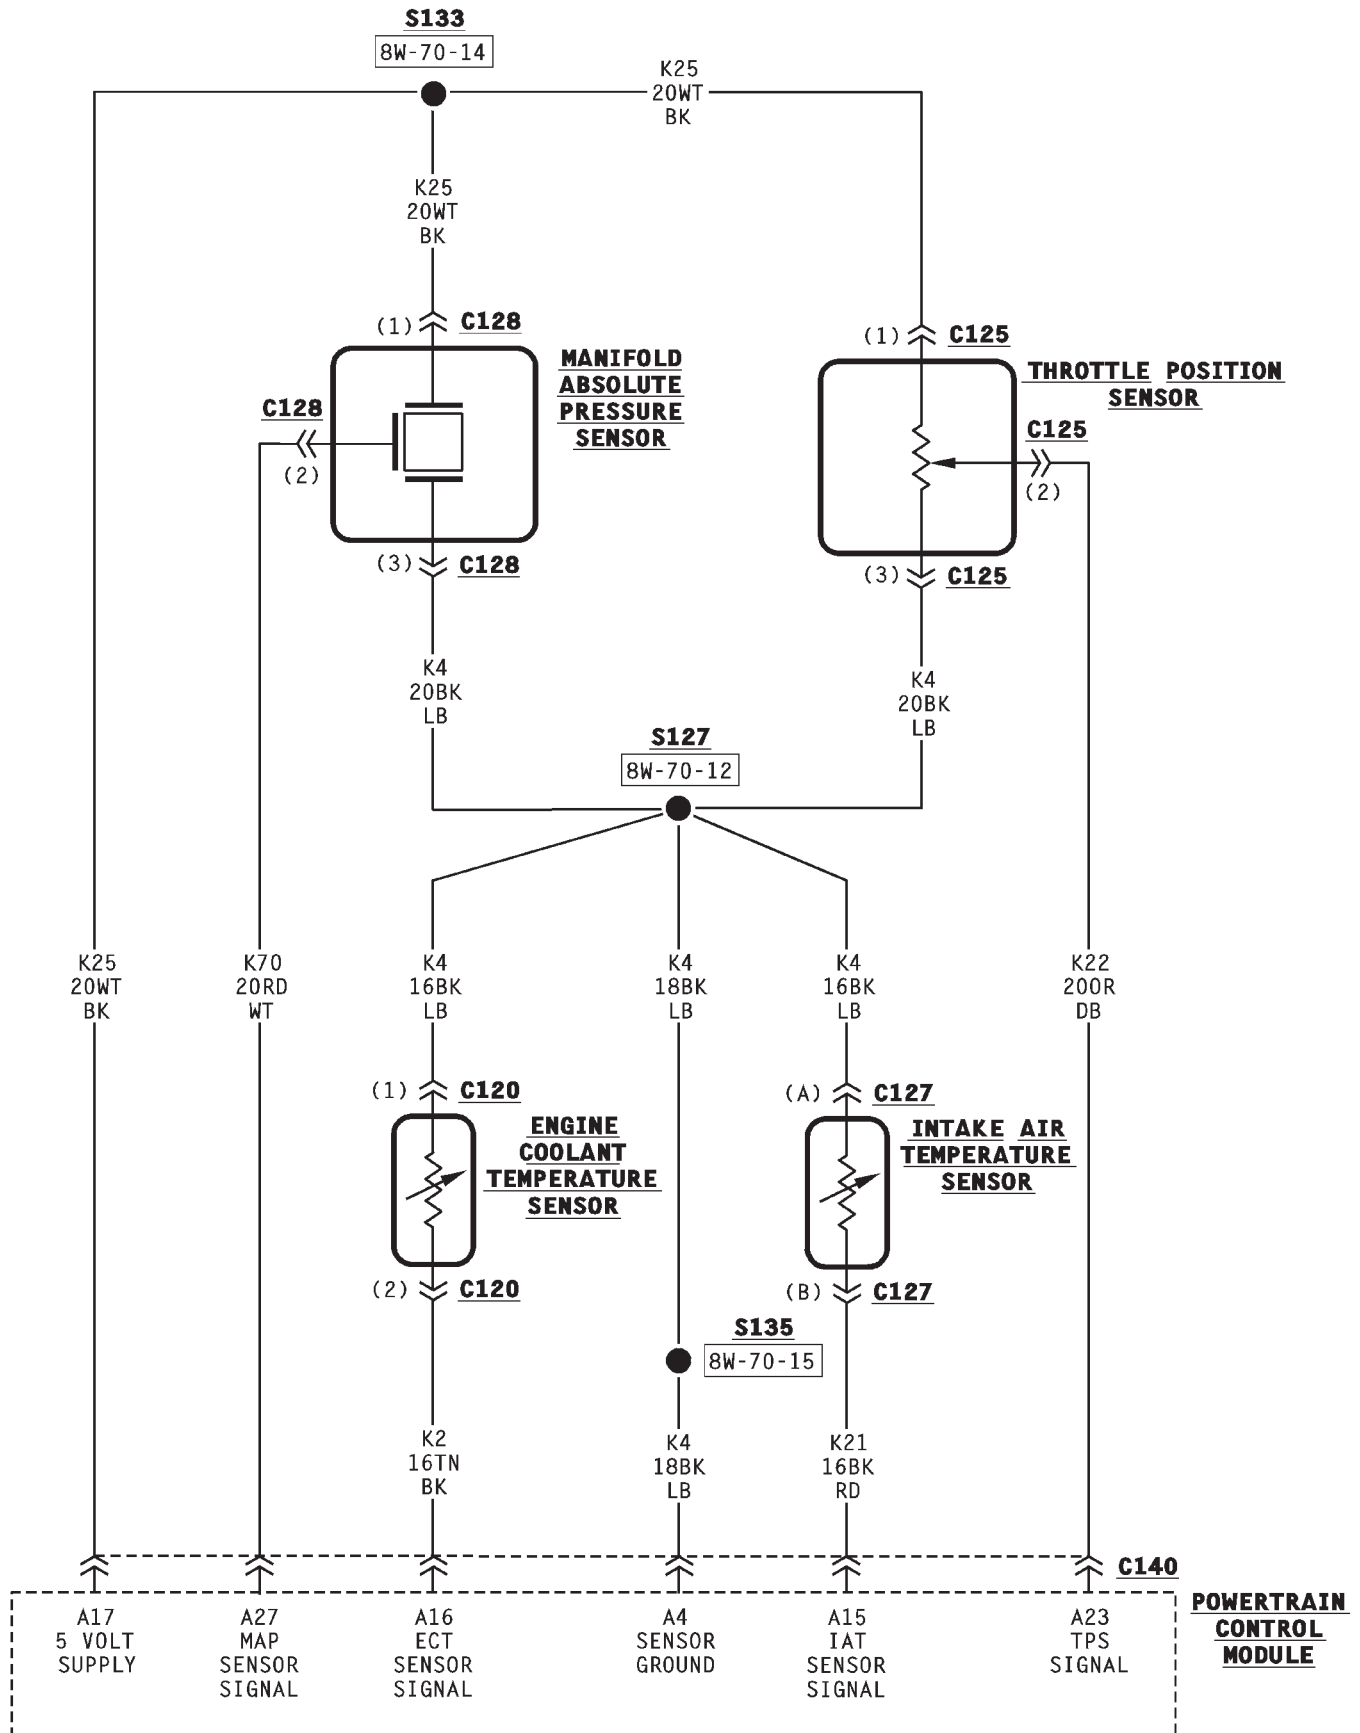 S133
8W-70-14
K25
20WT
BK
K25
20WT
BK
(1) C128
(1) C125
MANIFOLD
ABSOLUTE
PRESSURE
SENSOR
THROTTLE POSITION
SENSOR
C128
(2)
C125
(2)
(3) C128
(3) C125
K4
20BK
LB
K4
20BK
LB
S127
8W-70-12
K25
20WT
BK
K70
20RD
WT
K4
16BK
LB
K4
18BK
LB
K4
16BK
LB
K22
20OR
DB
(1) C120
(A) C127
ENGINE
COOLANT
TEMPERATURE
SENSOR
INTAKE AIR
TEMPERATURE
SENSOR
(2) C120
(B) C127
S135
8W-70-15
K2
16TN
BK
K4
18BK
LB
K21
16BK
RD
C140
POWERTRAIN
CONTROL
MODULE
A17
5 VOLT
SUPPLY
A27
MAP
SENSOR
SIGNAL
A16
ECT
SENSOR
SIGNAL
A4
SENSOR
GROUND
A15
IAT
SENSOR
SIGNAL
A23
TPS
SIGNAL